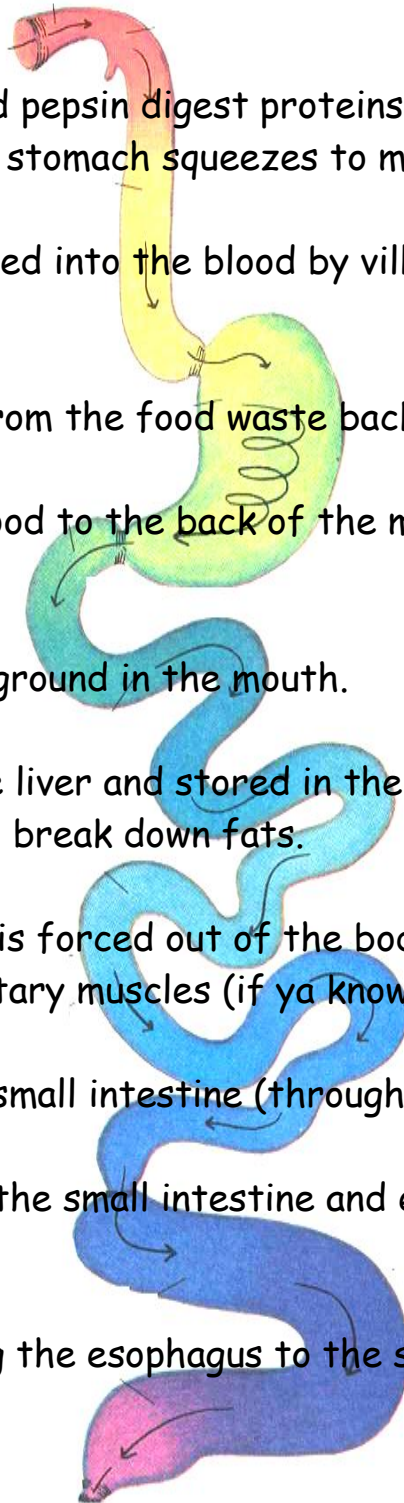 d pepsin digest proteins
stomach squeezes to m
ed into the blood by vill
rom the food waste back
ood to the back of the m
ground in the mouth.
e liver and stored in the
break down fats.
is forced out of the bod
tary muscles (if ya know
small intestine (through
the small intestine and e
g the esophagus to the s